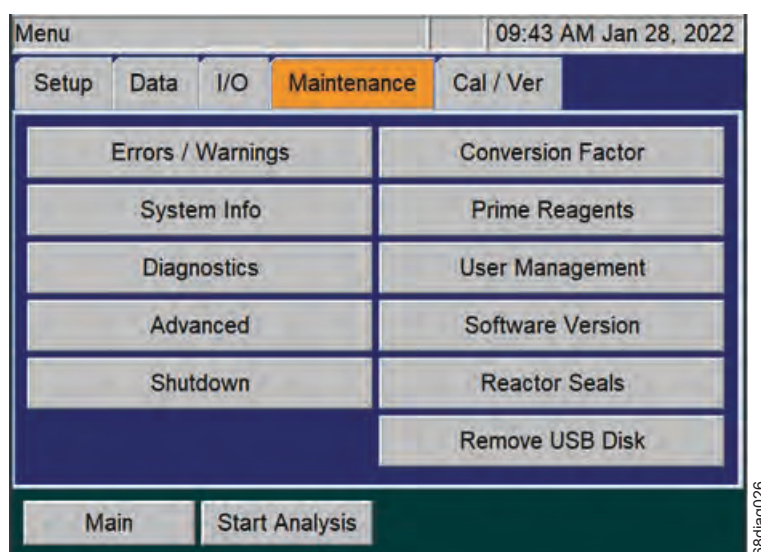 Menu
09:43 AM Jan 28, 2022
Setup
Data
I/O
Maintenance
Cal / Ver
Errors / Warnings
Conversion Factor
System Info
Prime Reagents
Diagnostics
User Management
Advanced
Software Version
Shutdown
Reactor Seals
Remove USB Disk
Main
Start Analysis